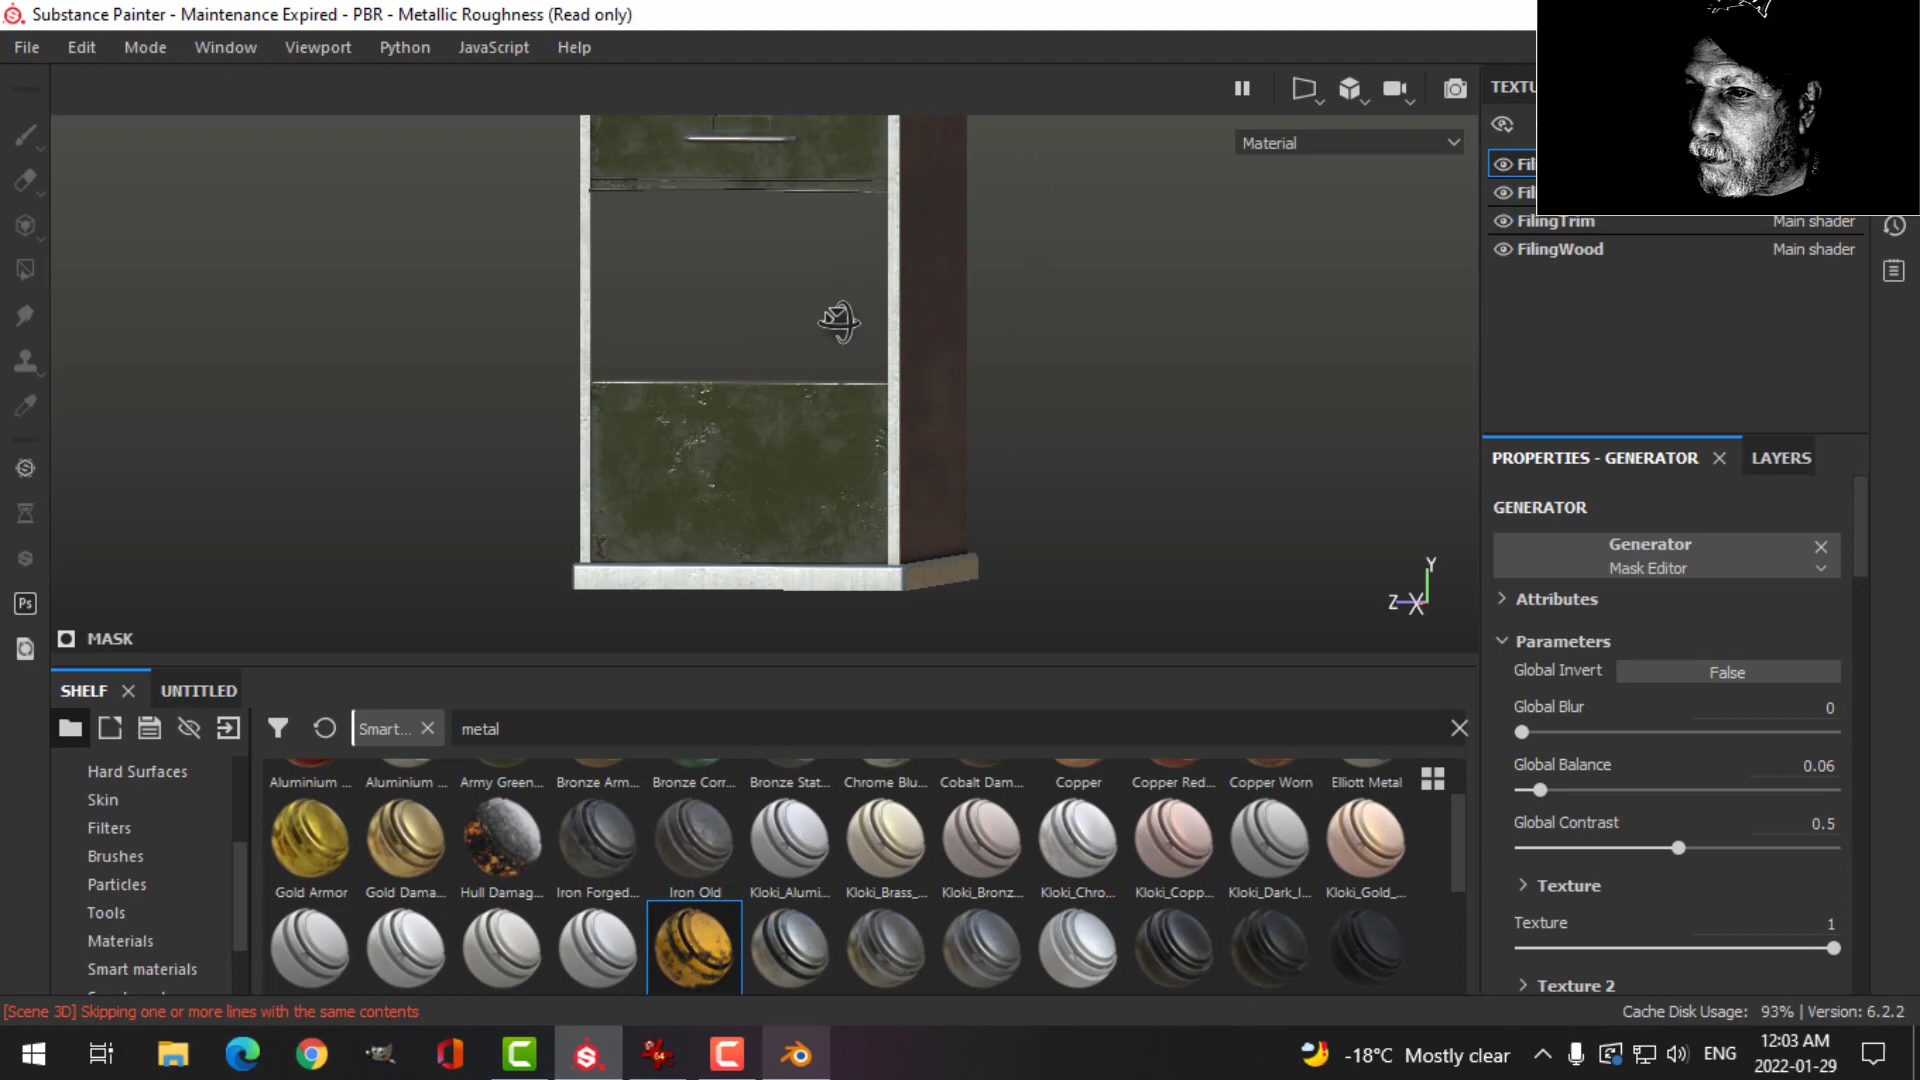 Substance Painter - Maintenance Expired - PBR - Metallic Roughness (Read only)
File Edit Mode Window Viewport Python JavaScript Help
TEXTU
Material
Fil
Fil
FilingTrim Main shader
FilingWood Main shader
PROPERTIES - GENERATOR LAYERS
GENERATOR
Generator
Mask Editor
Attributes
Parameters
Global Invert False
Global Blur 0
Global Balance 0.06
Global Contrast 0.5
Texture
Texture 1
Texture 2
Y
Z X
MASK
Ps
SHELF UNTITLED
Smart... metal
Hard Surfaces
Skin
Filters
Brushes
Particles
Tools
Materials
Smart materials
Aluminium ... Aluminium ... Army Green... Bronze Arm... Bronze Corr... Bronze Stat... Chrome Blu... Cobalt Dam... Copper Copper Red... Copper Worn Elliott Metal
Gold Armor Gold Dama... Hull Damag... Iron Forged... Iron Old Kloki_Alumi... Kloki_Brass_... Kloki_Bronz... Kloki_Chro... Kloki_Copp... Kloki_Dark_I... Kloki_Gold_...
[Scene 3D] Skipping one or more lines with the same contents
Cache Disk Usage: 93% | Version: 6.2.2
-18°C Mostly clear ENG
12:03 AM
2022-01-29